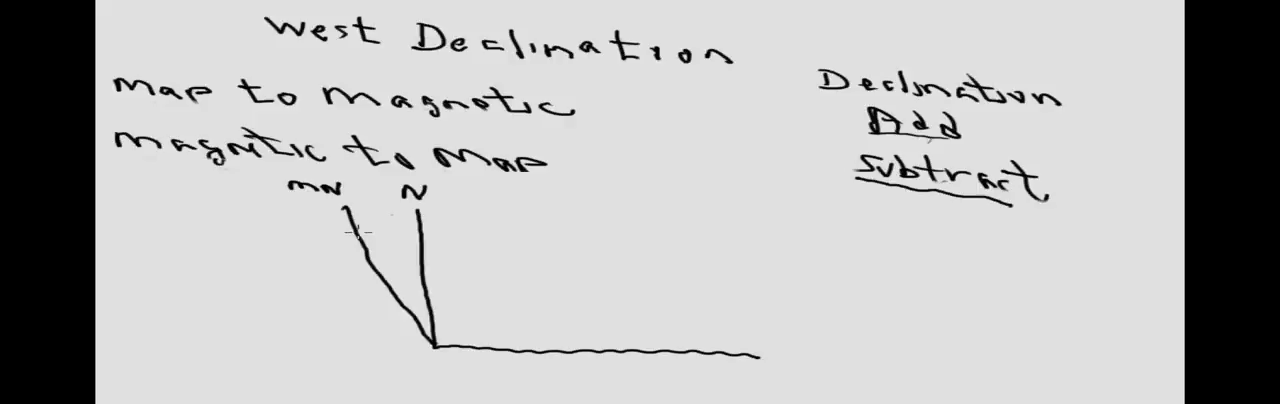 West Declination
Map to Magnetic
Magnetic to Map
Declination
Add
Subtract
MN
N